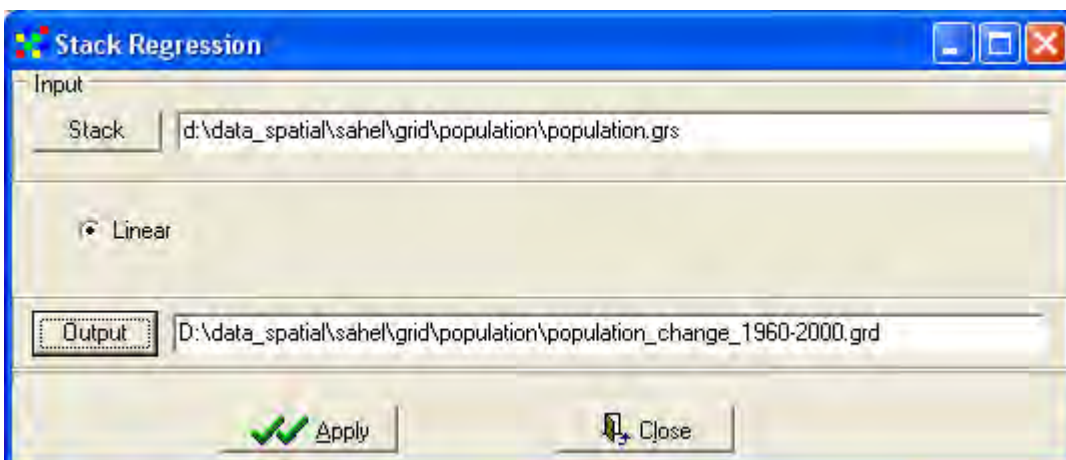 Stack Regression
Input
Stack d:\data_spatial\sahel\grid\population\population.grs
Linear
Output D:\data_spatial\sahel\grid\population\population_change_1960-2000.grd
Apply Close